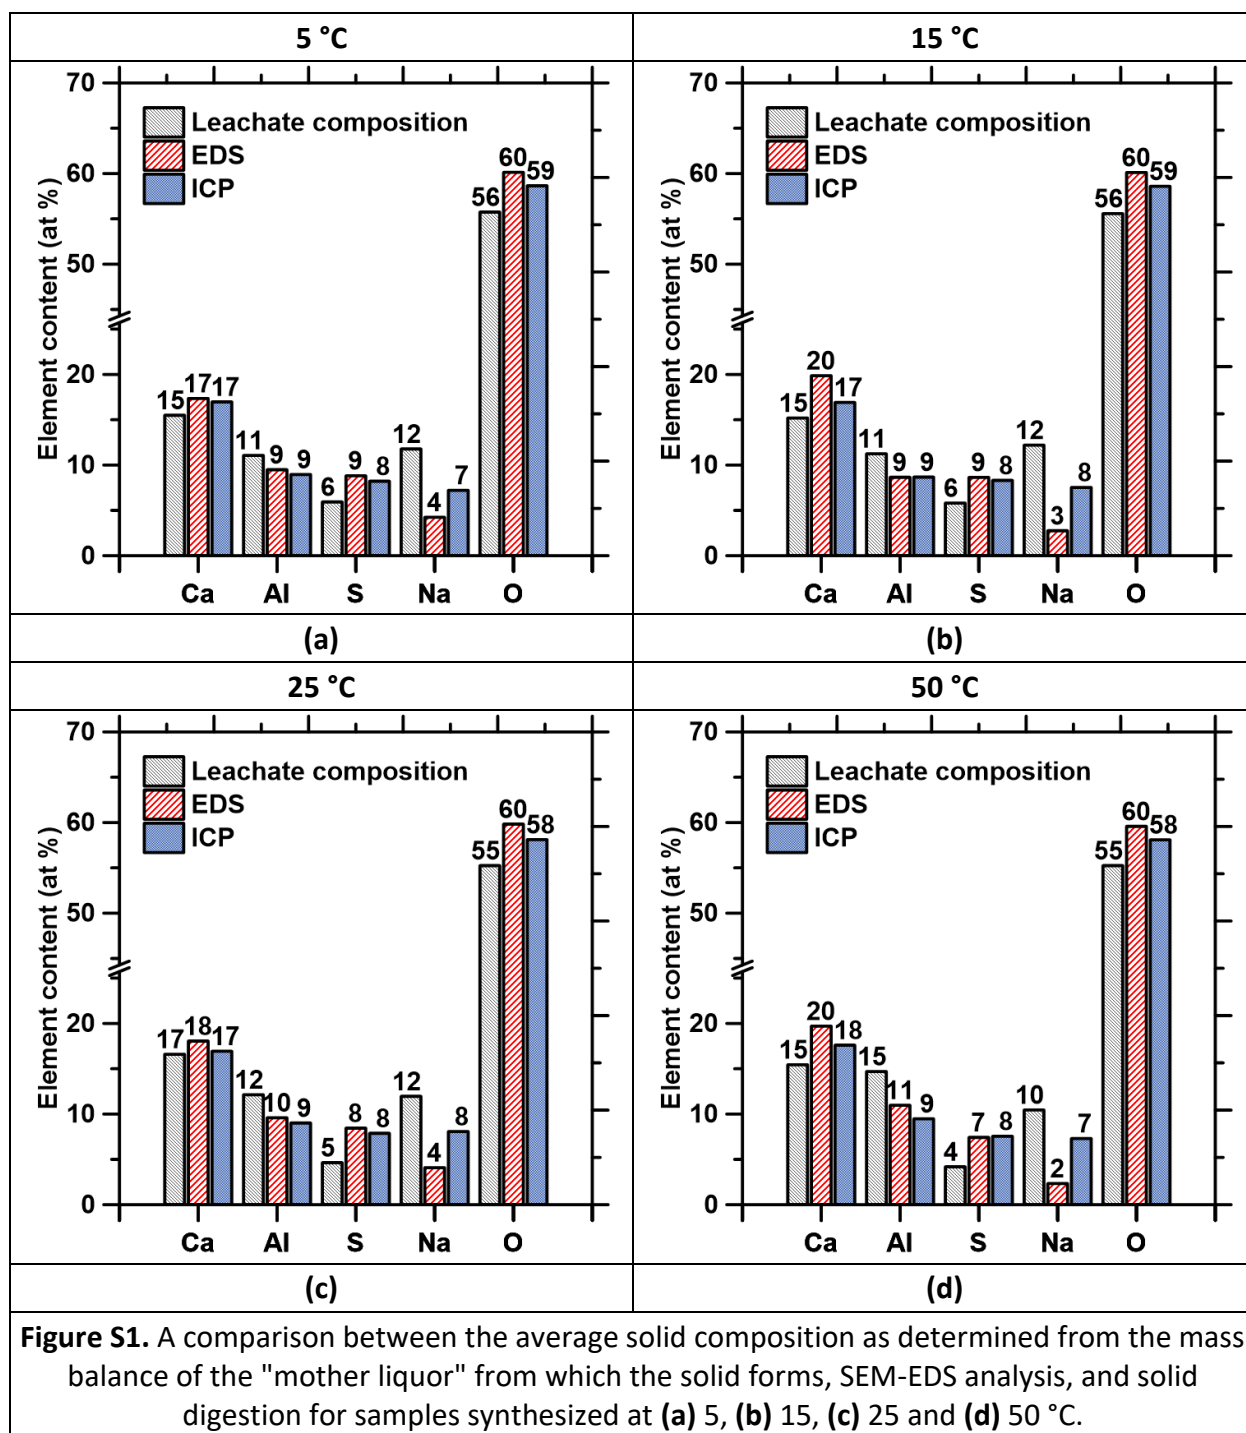 5 °C
15 °C
70
60
50
20
10
0
Element content (at %)
Leachate composition
EDS
ICP
15 17 17
11 9 9
6 9 8
12 4 7
56 60 59
Ca Al S Na O
70
60
50
20
10
0
Element content (at %)
Leachate composition
EDS
ICP
15 20 17
11 9 9
6 9 8
12 3 8
56 60 59
Ca Al S Na O
(a)
(b)
25 °C
50 °C
70
60
50
20
10
0
Element content (at %)
Leachate composition
EDS
ICP
17 18 17
12 10 9
5 8 8
12 4 8
55 60 58
Ca Al S Na O
70
60
50
20
10
0
Element content (at %)
Leachate composition
EDS
ICP
15 20 18
15 11 9
4 7 8
10 2 7
55 60 58
Ca Al S Na O
(c)
(d)
Figure S1. A comparison between the average solid composition as determined from the mass
balance of the "mother liquor" from which the solid forms, SEM-EDS analysis, and solid
digestion for samples synthesized at (a) 5, (b) 15, (c) 25 and (d) 50 °C.